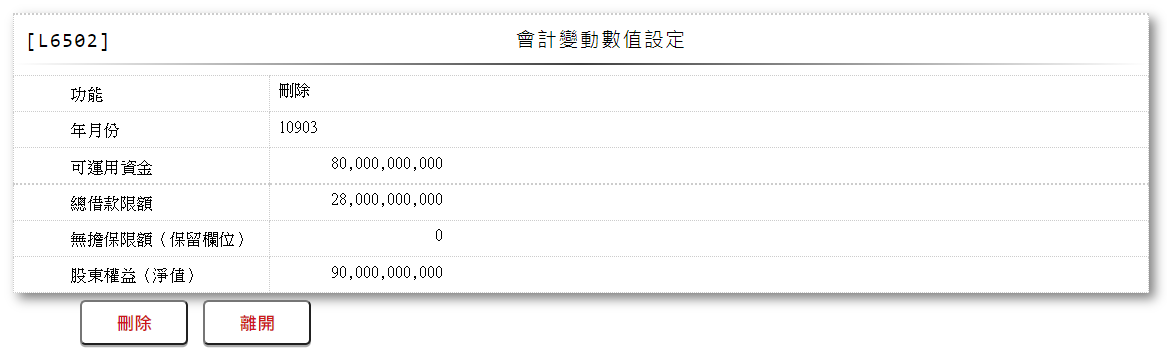 [L6502] 會計變動數值設定
功能 刪除
年月份 10903
可運用資金 80,000,000,000
總借款限額 28,000,000,000
無擔保限額（保留欄位） 0
股東權益（淨值） 90,000,000,000
刪除 離開